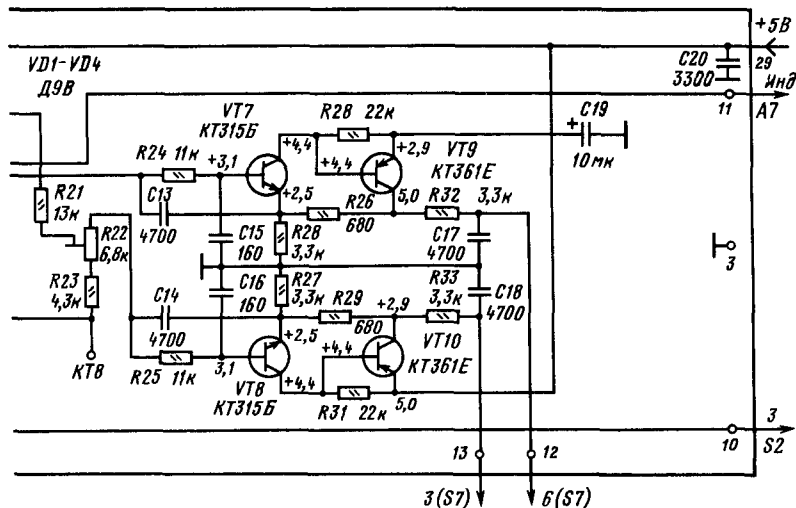 +5В
VD1-VD4
Д9В
C20
3300
29
Инд
11
А7
VT7
КТ315Б
R28 22к
C19
+
10мк
+4,4
+2,9
VT9
КТ361Е
R24 11к
+3,1
+4,4
+2,5
5,0
R32
3,3к
R21
13к
C13
4700
R26
680
R22
6,8к
C15
160
R28
3,3к
C17
4700
3
R23
4,3к
C16
160
R27
3,3к
R33
3,3к
C18
4700
C14
4700
R29
680
+2,9
+2,5
VT10
КТ8
R25 11к
3,1
VT8
КТ315Б
+4,4
+4,4
КТ361Е
R31 22к
5,0
10
3
S2
13
12
3(S7)
6(S7)